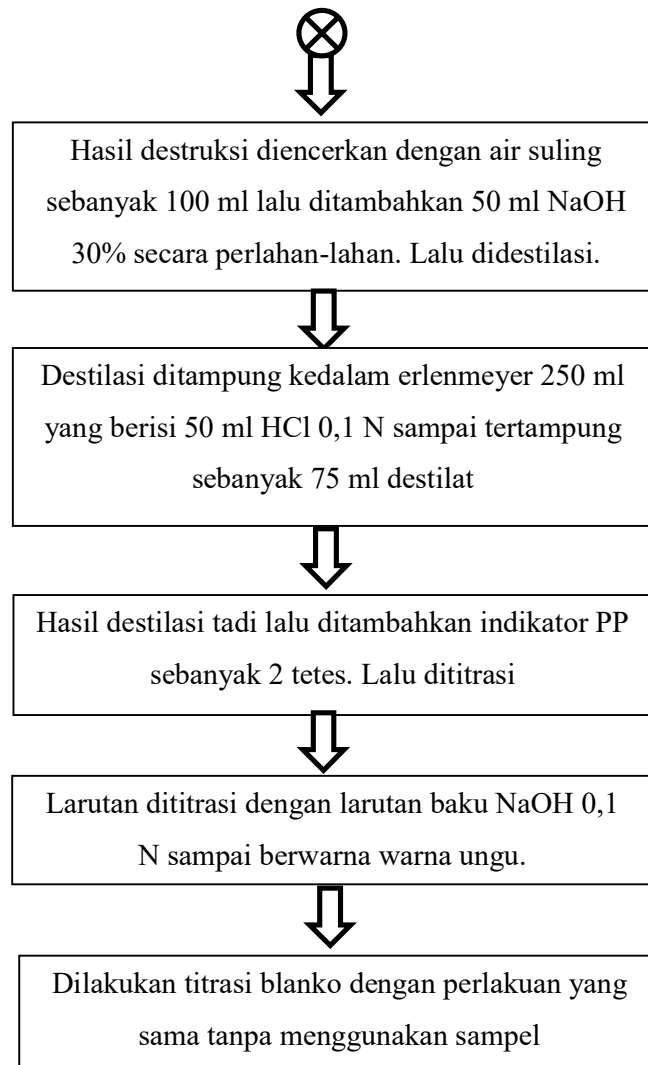 Hasil destruksi diencerkan dengan air suling
sebanyak 100 ml lalu ditambahkan 50 ml NaOH
30% secara perlahan-lahan. Lalu didestilasi.
Destilasi ditampung kedalam erlenmeyer 250 ml
yang berisi 50 ml HCl 0,1 N sampai tertampung
sebanyak 75 ml destilat
Hasil destilasi tadi lalu ditambahkan indikator PP
sebanyak 2 tetes. Lalu dititrasi
Larutan dititrasi dengan larutan baku NaOH 0,1
N sampai berwarna warna ungu.
Dilakukan titrasi blanko dengan perlakuan yang
sama tanpa menggunakan sampel